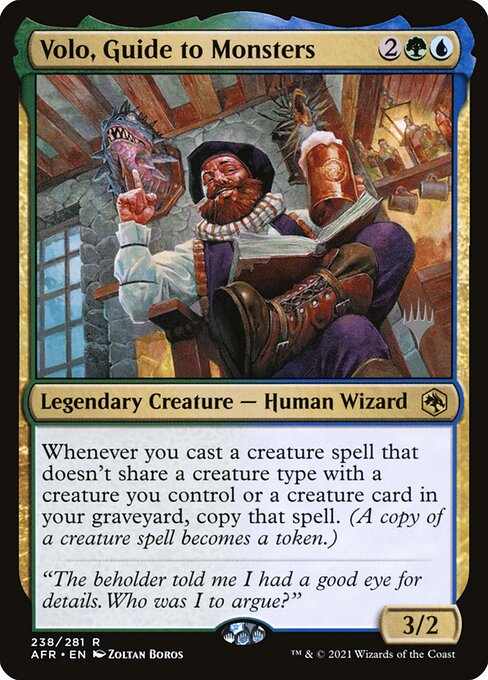 Volo, Guide to Monsters 2
Legendary Creature — Human Wizard
Whenever you cast a creature spell that
doesn't share a creature type with a
creature you control or a creature card in
your graveyard, copy that spell. (A copy of
a creature spell becomes a token.)
“The beholder told me I had a good eye for
details. Who was I to argue?”
3/2
238/281 R
AFR • EN Zoltan Boros
™ & © 2021 Wizards of the Coast